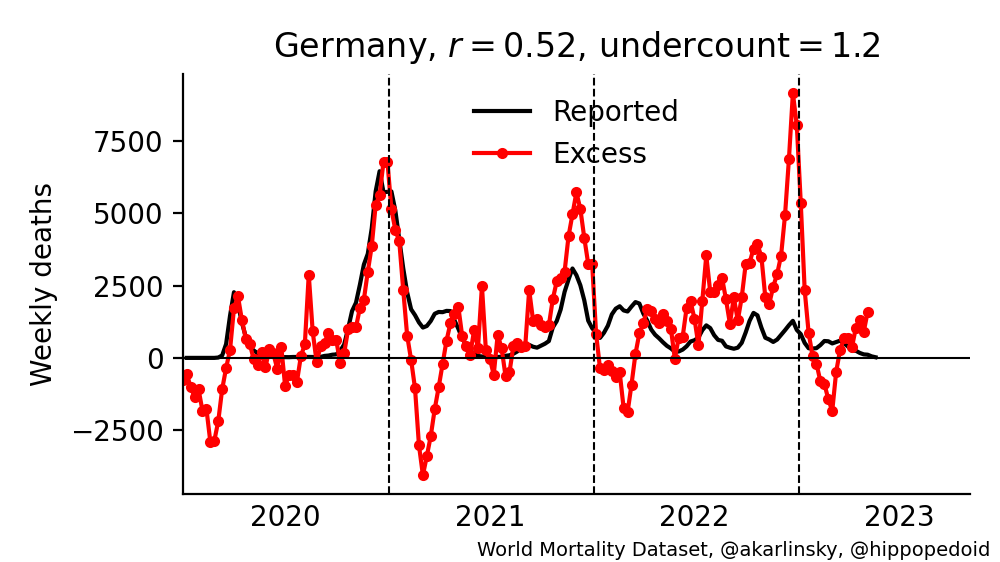 Germany, r = 0.52, undercount = 1.2
Reported
Excess
Weekly deaths
7500
5000
2500
0
−2500
2020 2021 2022 2023
World Mortality Dataset, @akarlinsky, @hippopedoid